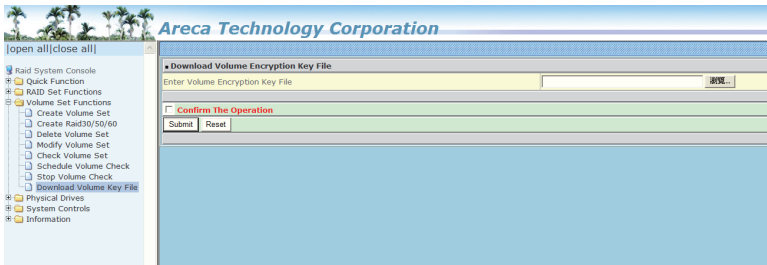 Areca Technology Corporation
|open all|close all|
Raid System Console
Quick Function
RAID Set Functions
Volume Set Functions
Create Volume Set
Create Raid30/50/60
Delete Volume Set
Modify Volume Set
Check Volume Set
Schedule Volume Check
Stop Volume Check
Download Volume Key File
Physical Drives
System Controls
Information
Download Volume Encryption Key File
Enter Volume Encryption Key File
瀏覽...
Confirm The Operation
Submit Reset